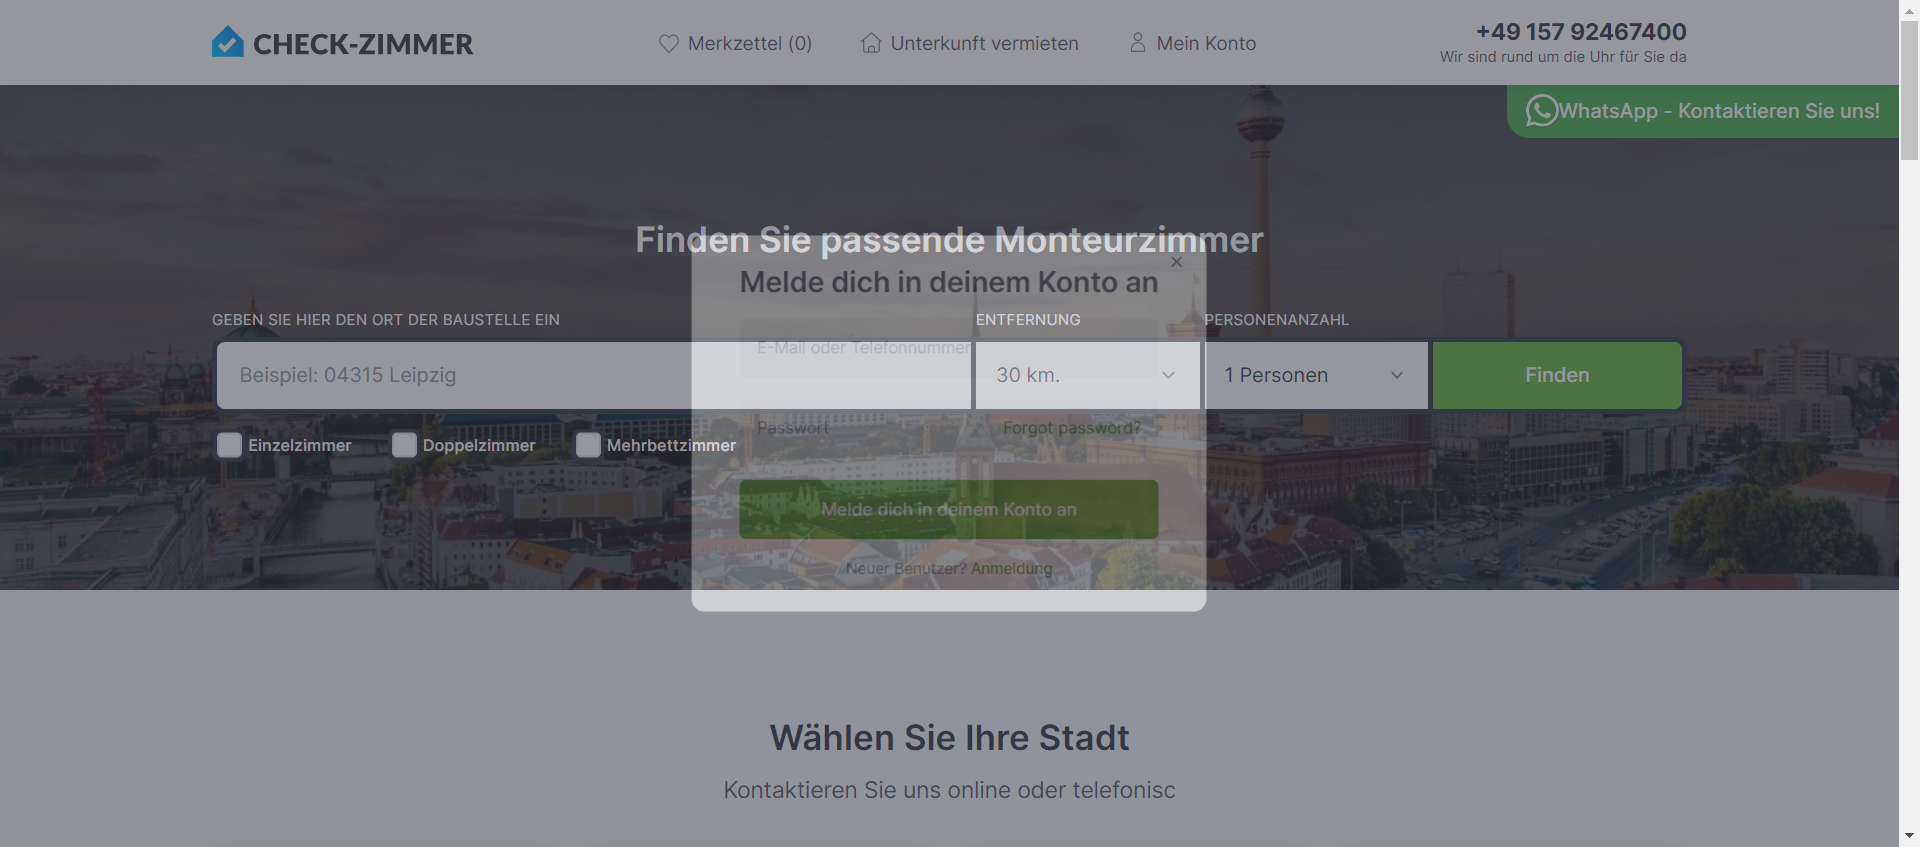 CHECK-ZIMMER
Merkzettel (0)
Unterkunft vermieten
Mein Konto
+49 157 92467400
Wir sind rund um die Uhr für Sie da
WhatsApp - Kontaktieren Sie uns!
Finden Sie passende Monteurzimmer
Melde dich in deinem Konto an
GEBEN SIE HIER DEN ORT DER BAUSTELLE EIN
ENTFERNUNG
PERSONENANZAHL
E-Mail oder Telefonnummer
Beispiel: 04315 Leipzig
30 km.
1 Personen
Finden
Passwort
Forgot password?
Einzelzimmer
Doppelzimmer
Mehrbettzimmer
Melde dich in deinem Konto an
Neuer Benutzer? Anmeldung
Wählen Sie Ihre Stadt
Kontaktieren Sie uns online oder telefonisc